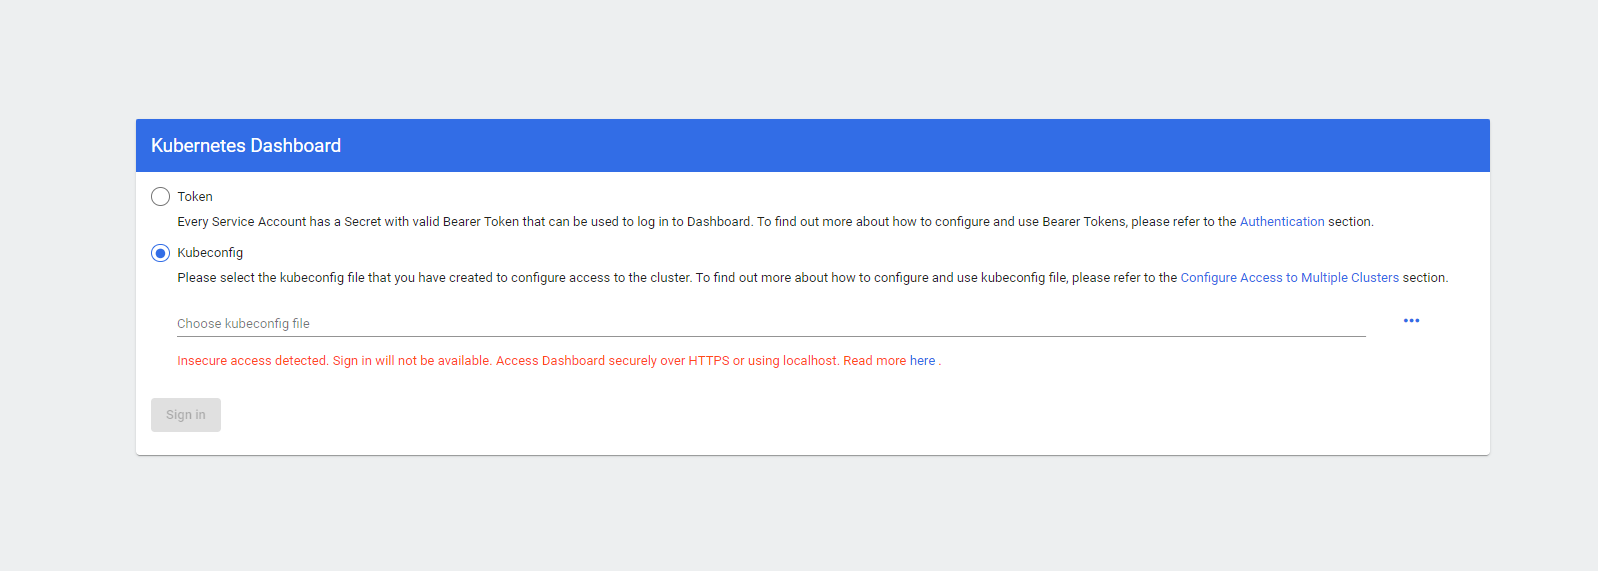 Kubernetes Dashboard
Token
Every Service Account has a Secret with valid Bearer Token that can be used to log in to Dashboard. To find out more about how to configure and use Bearer Tokens, please refer to the Authentication section.
Kubeconfig
Please select the kubeconfig file that you have created to configure access to the cluster. To find out more about how to configure and use kubeconfig file, please refer to the Configure Access to Multiple Clusters section.
Choose kubeconfig file
Insecure access detected. Sign in will not be available. Access Dashboard securely over HTTPS or using localhost. Read more here .
Sign in